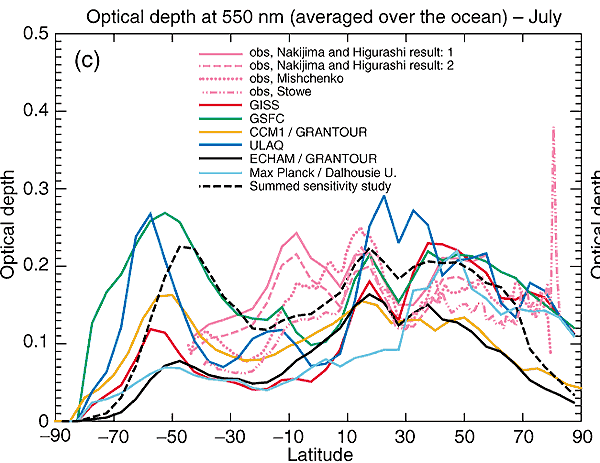 Optical depth at 550 nm (averaged over the ocean) – July
(c)
obs, Nakijima and Higurashi result: 1
obs, Nakijima and Higurashi result: 2
obs, Mishchenko
obs, Stowe
GISS
GSFC
CCM1 / GRANTOUR
ULAQ
ECHAM / GRANTOUR
Max Planck / Dalhousie U.
Summed sensitivity study
Optical depth
0.5
0.4
0.3
0.2
0.1
0
–90 –70 –50 –30 –10 10 30 50 70 90
Latitude
Optical depth